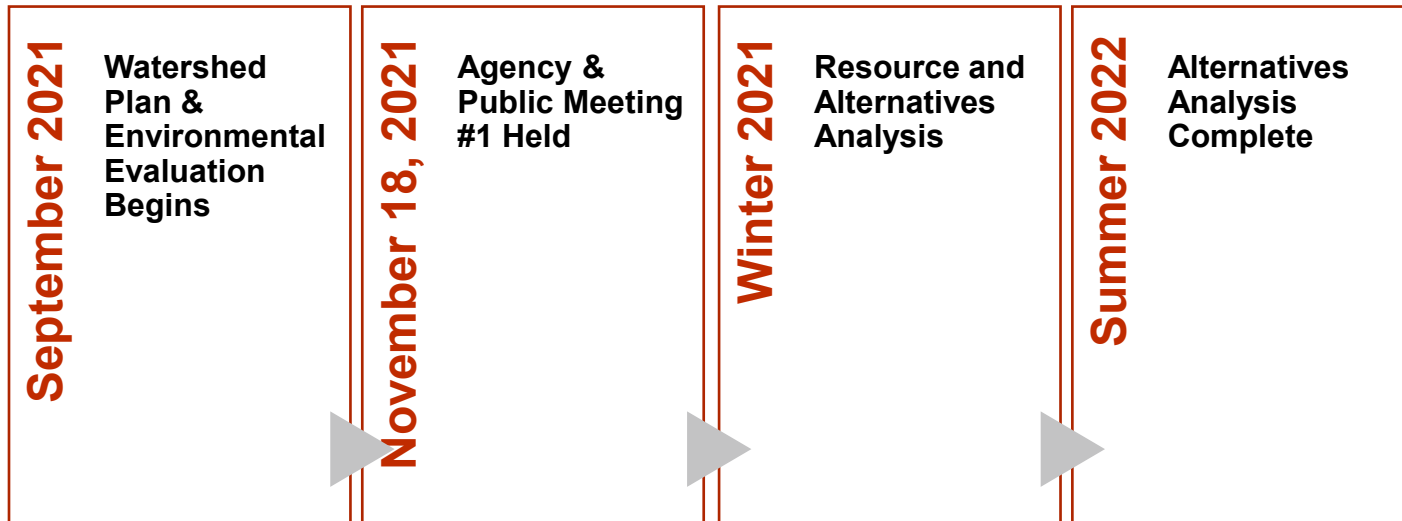 September 2021
Watershed
Plan &
Environmental
Evaluation
Begins
November 18, 2021
Agency &
Public Meeting
#1 Held
Winter 2021
Resource and
Alternatives
Analysis
Summer 2022
Alternatives
Analysis
Complete